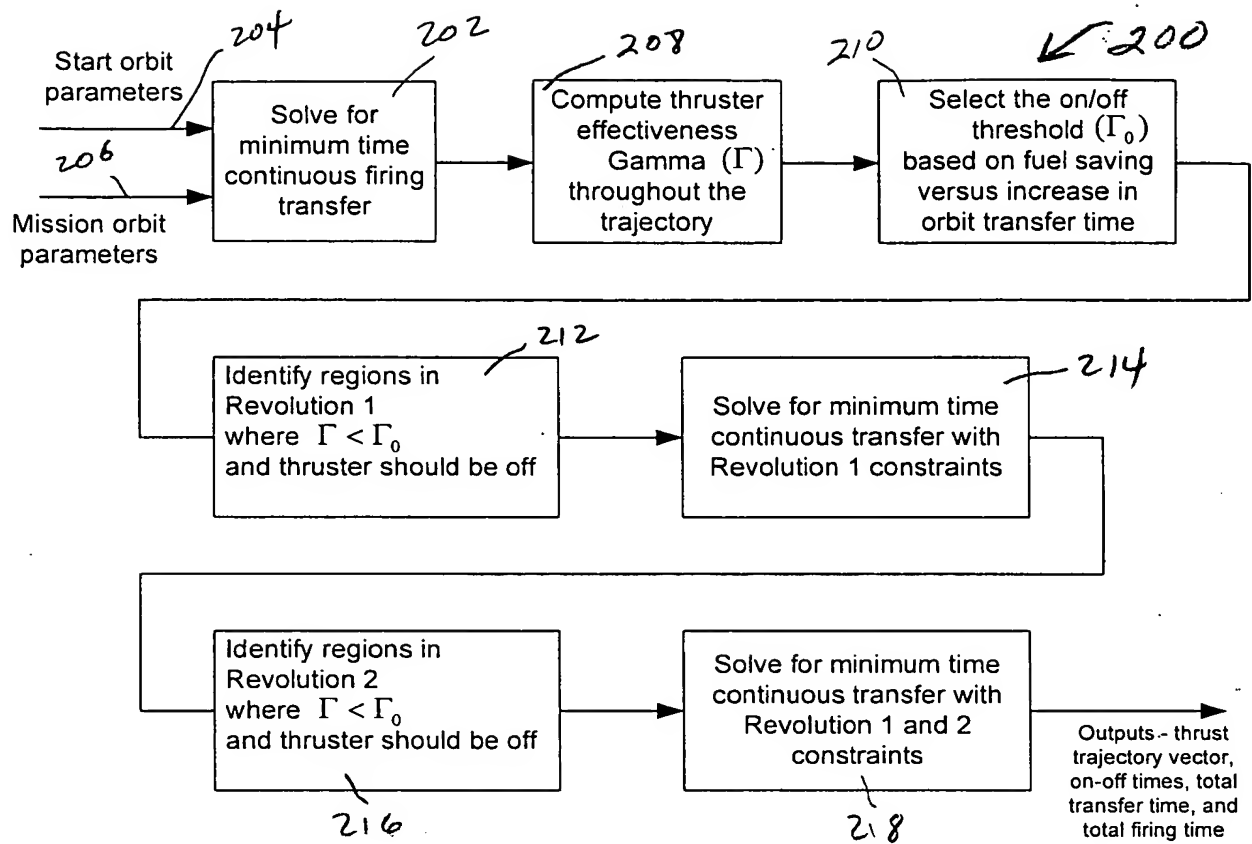 204
Start orbit
parameters
206
Mission orbit
parameters
202
Solve for
minimum time
continuous firing
transfer
208
Compute thruster
effectiveness
Gamma (Γ)
throughout the
trajectory
210
200
Select the on/off
threshold (Γ₀)
based on fuel saving
versus increase in
orbit transfer time
212
Identify regions in
Revolution 1
where Γ < Γ₀
and thruster should be off
214
Solve for minimum time
continuous transfer with
Revolution 1 constraints
Identify regions in
Revolution 2
where Γ < Γ₀
and thruster should be off
216
Solve for minimum time
continuous transfer with
Revolution 1 and 2
constraints
218
Outputs - thrust
trajectory vector,
on-off times, total
transfer time, and
total firing time